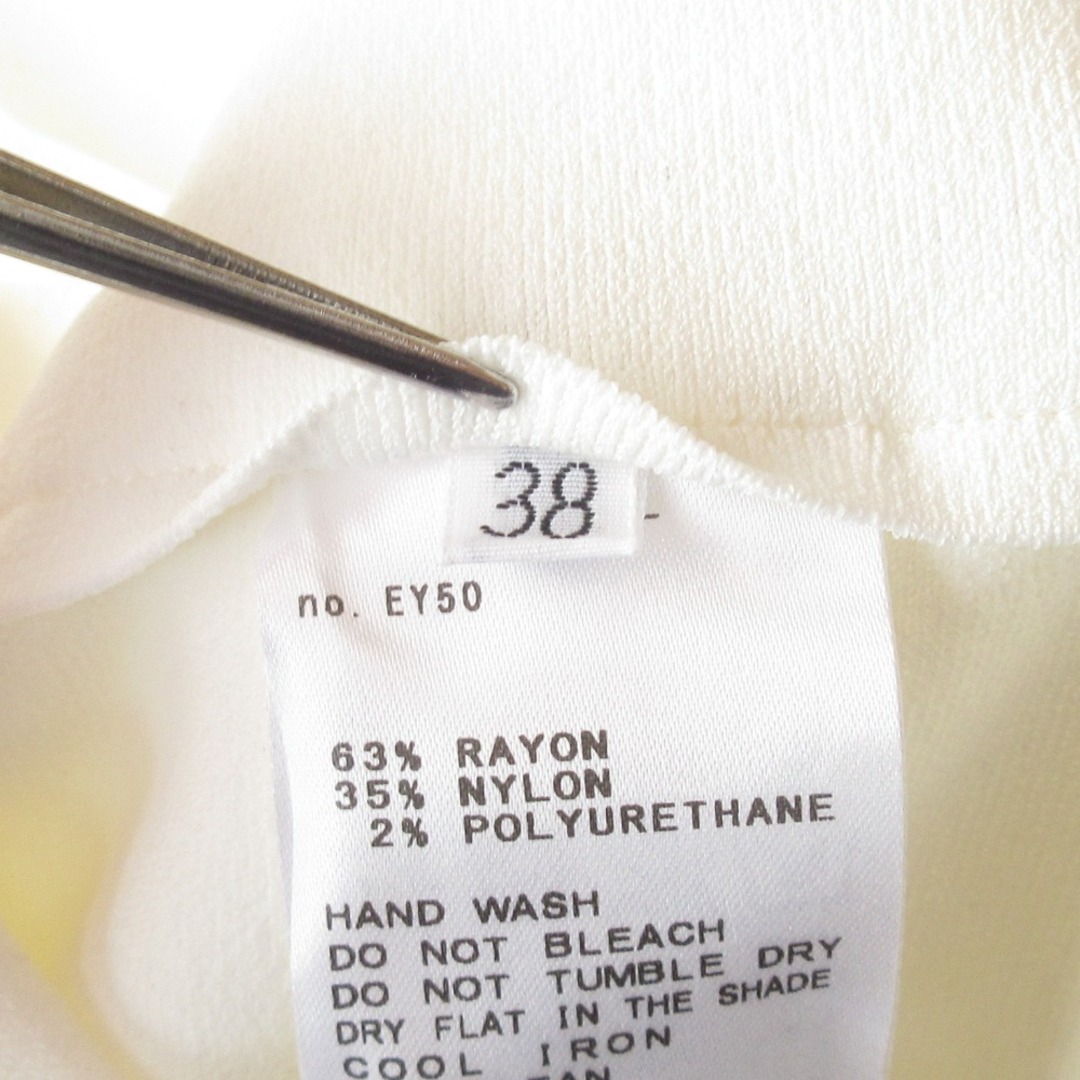 38
no. EY50
63% RAYON
35% NYLON
2% POLYURETHANE
HAND WASH
DO NOT BLEACH
DO NOT TUMBLE DRY
DRY FLAT IN THE SHADE
COOL IRON